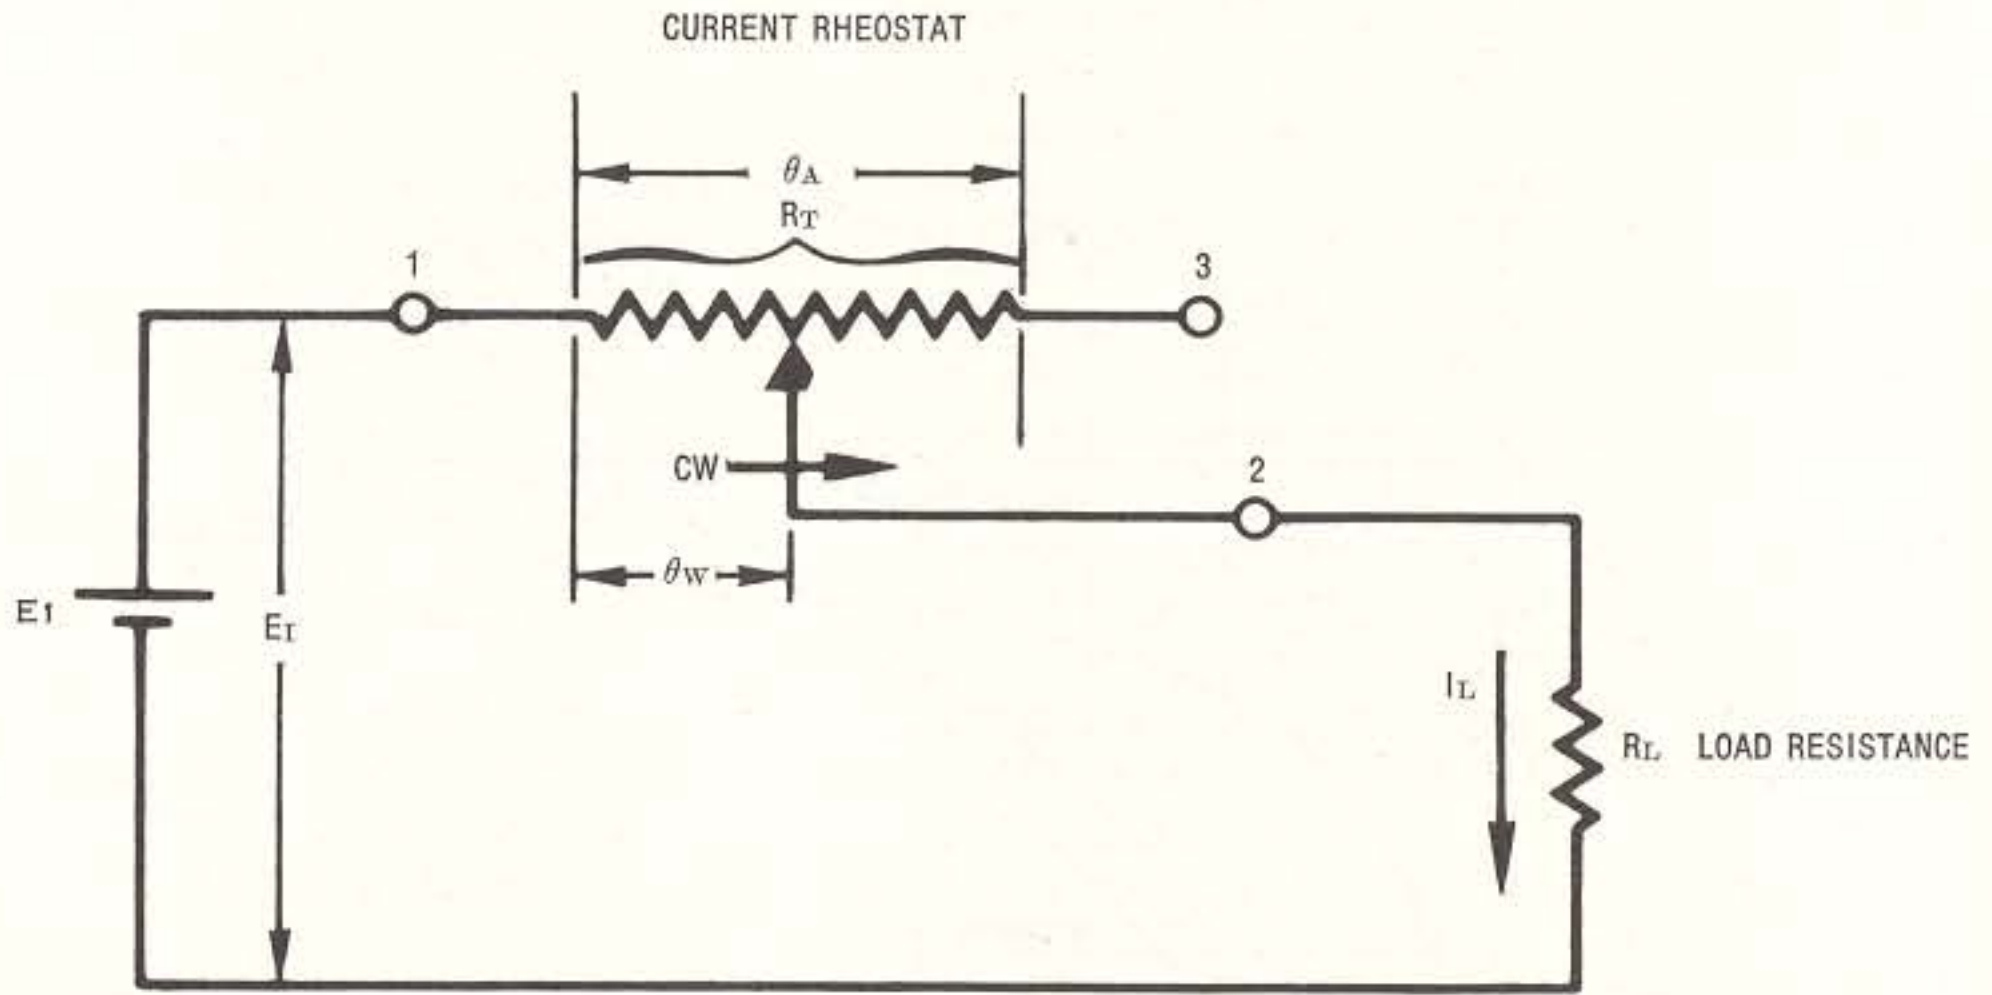 CURRENT RHEOSTAT
θA
RT
1
3
CW
2
θW
E1
EI
IL
RL LOAD RESISTANCE